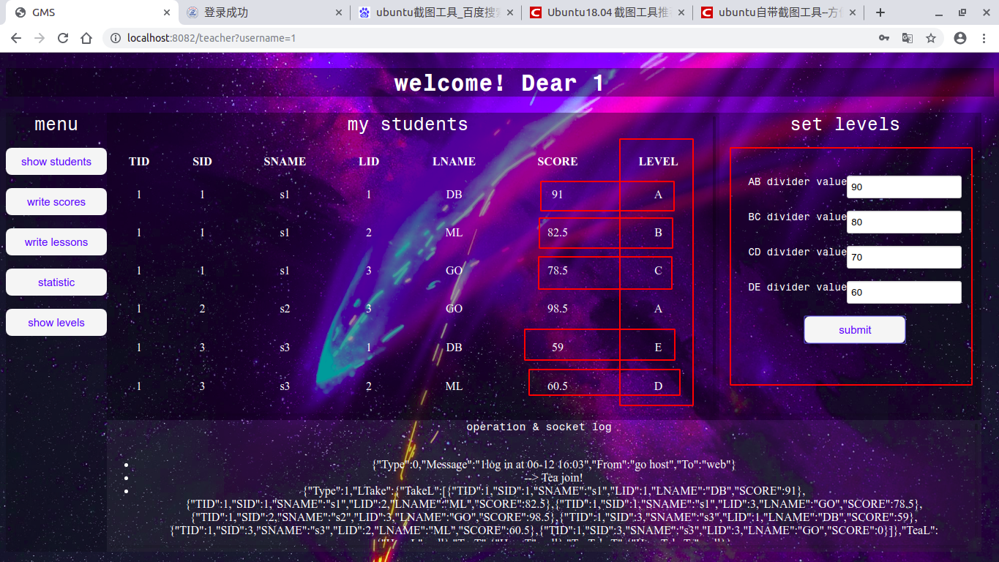 GMS
登录成功
ubuntu截图工具_百度搜
Ubuntu18.04 截图工具推
ubuntu自带截图工具--方
localhost:8082/teacher?username=1
welcome! Dear 1
menu
my students
set levels
show students
write scores
write lessons
statistic
show levels
TID SID SNAME LID LNAME SCORE LEVEL
1 1 s1 1 DB 91 A
1 1 s1 2 ML 82.5 B
1 1 s1 3 GO 78.5 C
1 2 s2 3 GO 98.5 A
1 3 s3 1 DB 59 E
1 3 s3 2 ML 60.5 D
AB divider value 90
BC divider value 80
CD divider value 70
DE divider value 60
submit
operation & socket log
{"Type":0,"Message":"1log in at 06-12 16:03","From":"go host","To":"web"}
--> Tea join!
{"Type":1,"LTake":{"TakeL":[{"TID":1,"SID":1,"SNAME":"s1","LID":1,"LNAME":"DB","SCORE":91},
{"TID":1,"SID":1,"SNAME":"s1","LID":2,"LNAME":"ML","SCORE":82.5},{"TID":1,"SID":1,"SNAME":"s1","LID":3,"LNAME":"GO","SCORE":78.5},
{"TID":1,"SID":2,"SNAME":"s2","LID":3,"LNAME":"GO","SCORE":98.5},{"TID":1,"SID":3,"SNAME":"s3","LID":1,"LNAME":"DB","SCORE":59},
{"TID":1,"SID":3,"SNAME":"s3","LID":2,"LNAME":"ML","SCORE":60.5},{"TID":1,"SID":3,"SNAME":"s3","LID":3,"LNAME":"GO","SCORE":0}]},"TeaL":